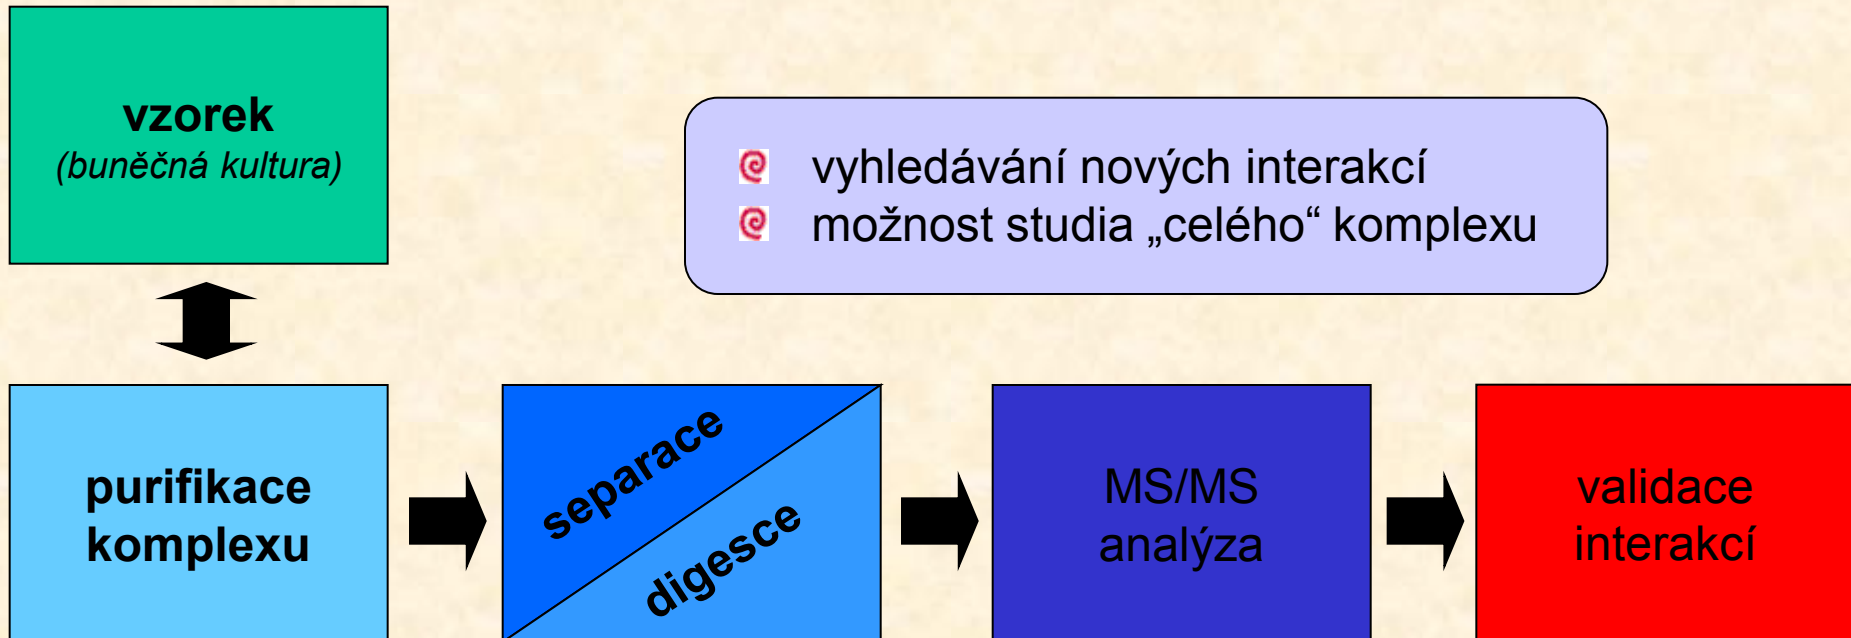 vzorek
(buněčná kultura)
vyhledávání nových interakcí
možnost studia „celého“ komplexu
purifikace
komplexu
separace
digesce
MS/MS
analýza
validace
interakcí